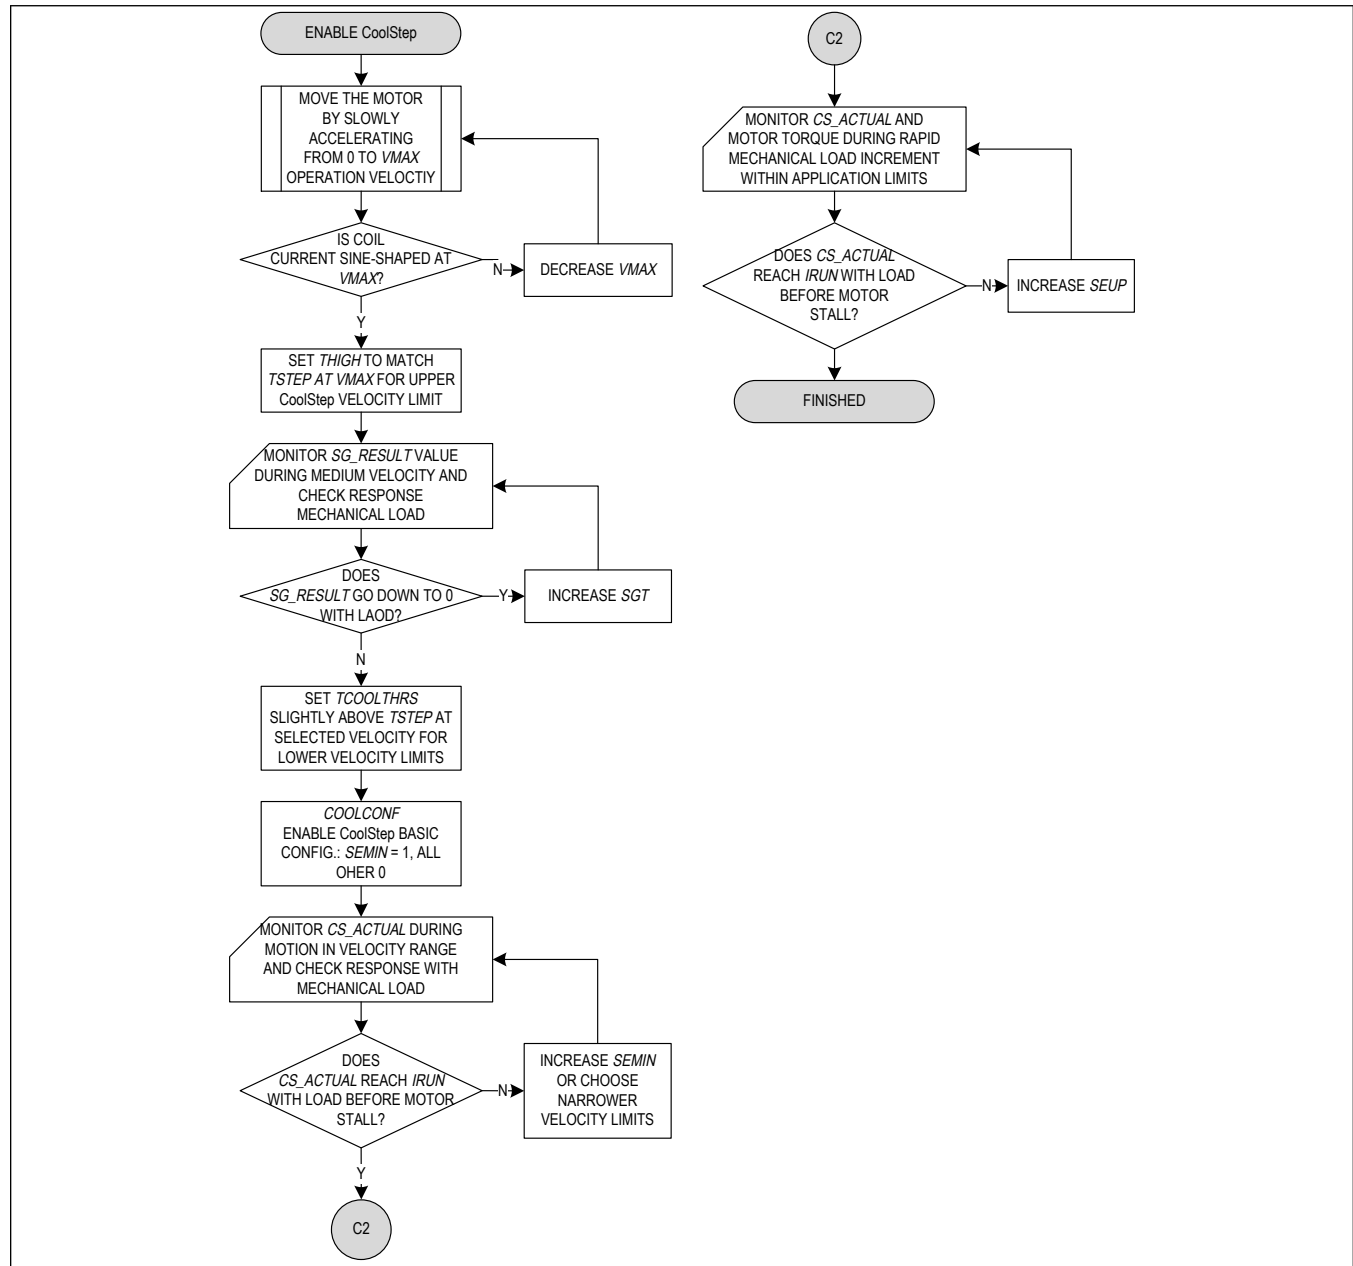 ENABLE CoolStep
MOVE THE MOTOR
BY SLOWLY
ACCELERATING
FROM 0 TO VMAX
OPERATION VELOCTIY
IS COIL
CURRENT SINE-SHAPED AT
VMAX?
N
DECREASE VMAX
Y
SET THIGH TO MATCH
TSTEP AT VMAX FOR UPPER
CoolStep VELOCITY LIMIT
MONITOR SG_RESULT VALUE
DURING MEDIUM VELOCITY AND
CHECK RESPONSE
MECHANICAL LOAD
DOES
SG_RESULT GO DOWN TO 0
WITH LAOD?
Y
INCREASE SGT
N
SET TCOOLTHRS
SLIGHTLY ABOVE TSTEP AT
SELECTED VELOCITY FOR
LOWER VELOCITY LIMITS
COOLCONF
ENABLE CoolStep BASIC
CONFIG.: SEMIN = 1, ALL
OHER 0
MONITOR CS_ACTUAL DURING
MOTION IN VELOCITY RANGE
AND CHECK RESPONSE WITH
MECHANICAL LOAD
DOES
CS_ACTUAL REACH IRUN
WITH LOAD BEFORE MOTOR
STALL?
N
INCREASE SEMIN
OR CHOOSE
NARROWER
VELOCITY LIMITS
Y
C2
C2
MONITOR CS_ACTUAL AND
MOTOR TORQUE DURING RAPID
MECHANICAL LOAD INCREMENT
WITHIN APPLICATION LIMITS
DOES CS_ACTUAL
REACH IRUN WITH LOAD
BEFORE MOTOR
STALL?
N
INCREASE SEUP
FINISHED